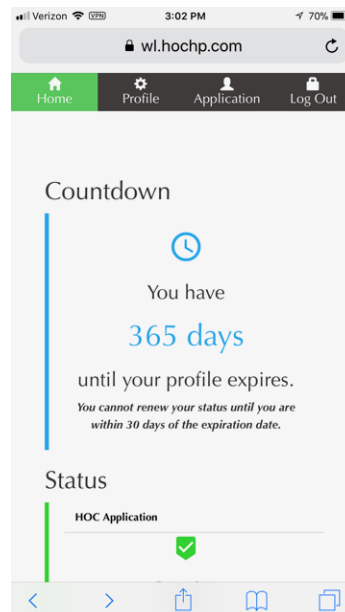 Verizon VPN 3:02 PM 70%
wl.hochp.com
Home Profile Application Log Out
Countdown
You have
365 days
until your profile expires.
You cannot renew your status until you are
within 30 days of the expiration date.
Status
HOC Application